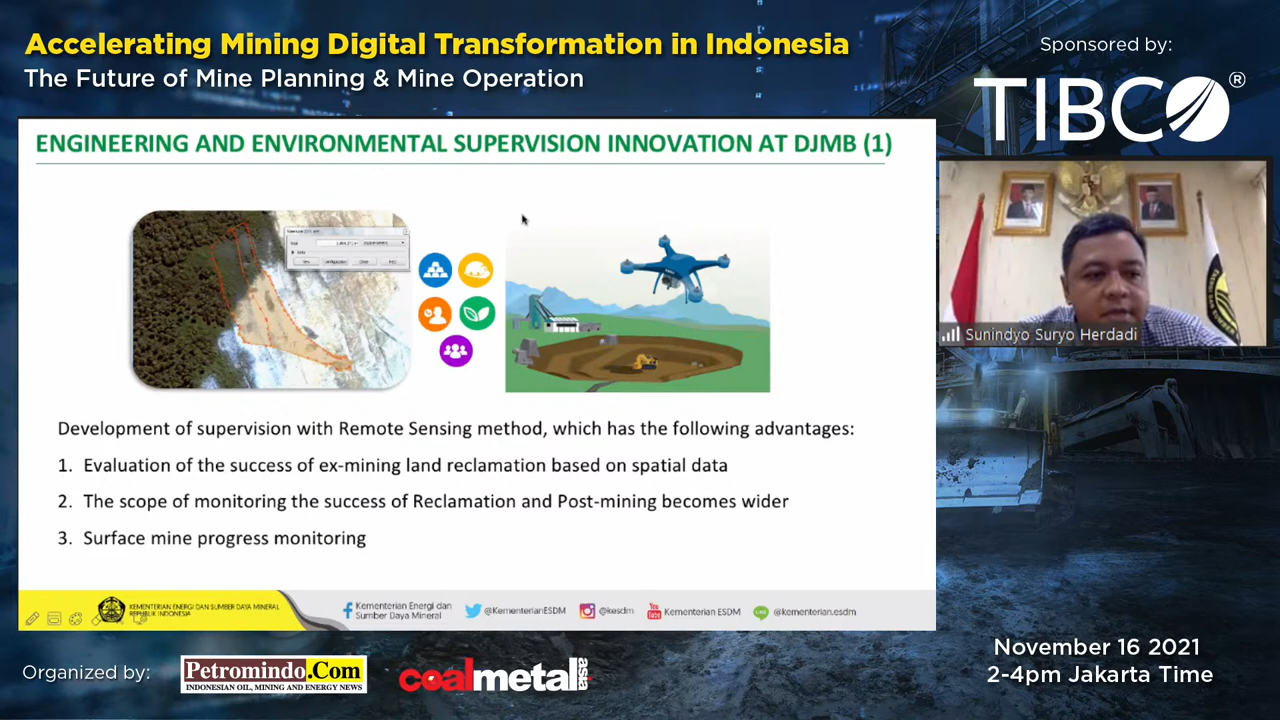 Accelerating Mining Digital Transformation in Indonesia
The Future of Mine Planning & Mine Operation
Sponsored by:
TIBCO®
ENGINEERING AND ENVIRONMENTAL SUPERVISION INNOVATION AT DJMB (1)
Sunindyo Suryo Herdadi
Development of supervision with Remote Sensing method, which has the following advantages:
1. Evaluation of the success of ex-mining land reclamation based on spatial data
2. The scope of monitoring the success of Reclamation and Post-mining becomes wider
3. Surface mine progress monitoring
KEMENTERIAN ENERGI DAN SUMBER DAYA MINERAL
REPUBLIK INDONESIA
Kementerian Energi dan
Sumber Daya Mineral
@KementerianESDM
@kesdm
You
Tube
Kementerian ESDM
LINE
@kementerian.esdm
Organized by:
Petromindo.Com
INDONESIAN OIL, MINING AND ENERGY NEWS
coalmetal asia
November 16 2021
2-4pm Jakarta Time